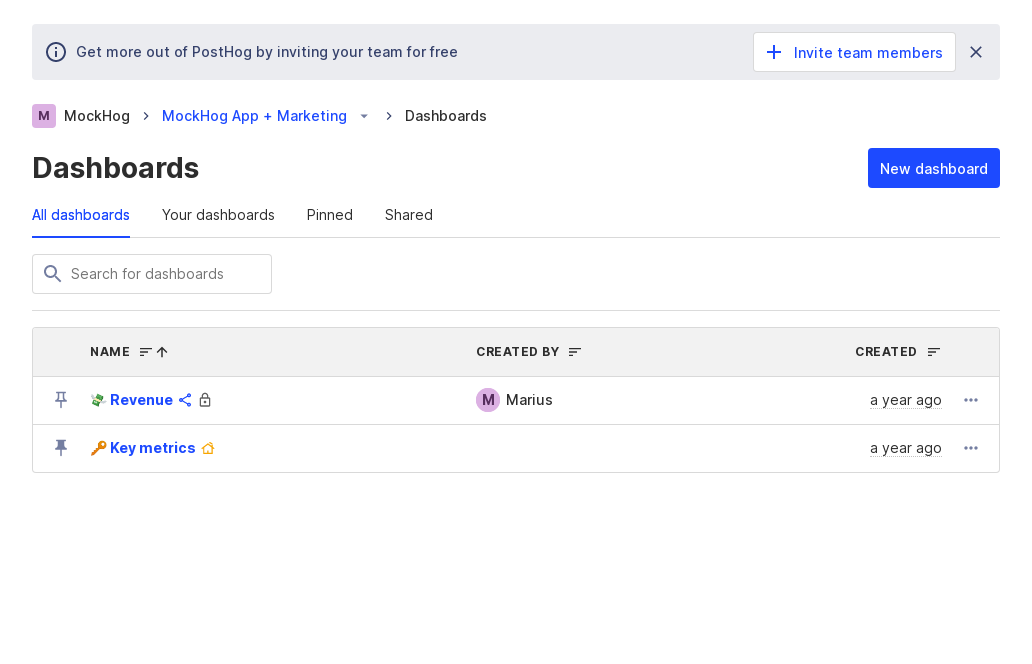 Get more out of PostHog by inviting your team for free
Invite team members
M MockHog MockHog App + Marketing Dashboards
Dashboards
New dashboard
All dashboards Your dashboards Pinned Shared
Search for dashboards
NAME CREATED BY CREATED
💸 Revenue M Marius a year ago
🔑 Key metrics a year ago